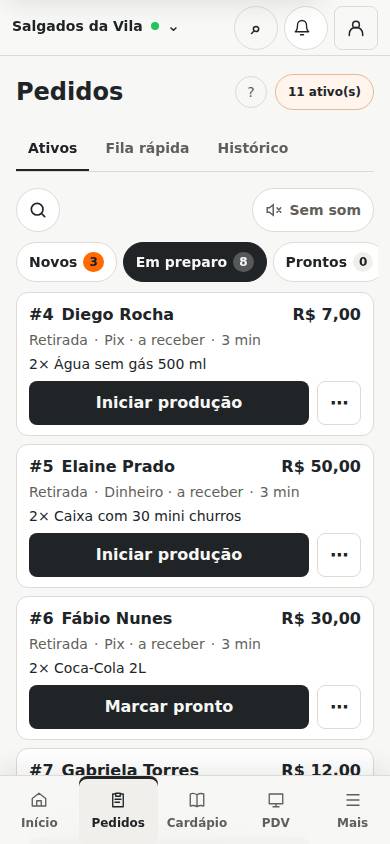 Salgados da Vila
Pedidos
?
11 ativo(s)
Ativos
Fila rápida
Histórico
Sem som
Novos 3
Em preparo 8
Prontos 0
#4 Diego Rocha R$ 7,00
Retirada · Pix · a receber · 3 min
2× Água sem gás 500 ml
Iniciar produção ...
#5 Elaine Prado R$ 50,00
Retirada · Dinheiro · a receber · 3 min
2× Caixa com 30 mini churros
Iniciar produção ...
#6 Fábio Nunes R$ 30,00
Retirada · Pix · a receber · 3 min
2× Coca-Cola 2L
Marcar pronto ...
#7 Gabriela Torres R$ 12,00
Início
Pedidos
Cardápio
PDV
Mais